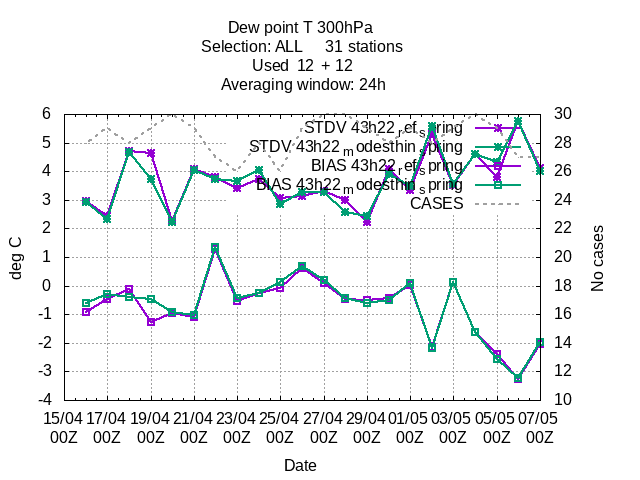 Dew point T 300hPa
Selection: ALL     31 stations
Used  12  + 12
Averaging window: 24h
STDV 43h22_ref_spring
STDV 43h22_modesthin_spring
BIAS 43h22_ref_spring
BIAS 43h22_modesthin_spring
CASES
6 5 4 3 2 1 0 -1 -2 -3 -4
deg C
30 28 26 24 22 20 18 16 14 12 10
No cases
15/04 17/04 19/04 21/04 23/04 25/04 27/04 29/04 01/05 03/05 05/05 07/05
00Z 00Z 00Z 00Z 00Z 00Z 00Z 00Z 00Z 00Z 00Z 00Z
Date